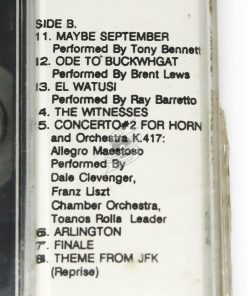 SIDE B.
11. MAYBE SEPTEMBER
Performed By Tony Bennett
12. ODE TO BUCKWHGAT
Performed By Brent Lews
13. EL WATUSI
Performed By Ray Barretto
4. THE WITNESSES
5. CONCERTO#2 FOR HORN
and Orchestra K.417:
Allegro Maestoso
Performed By
Dale Clevenger,
Franz Liszt
Chamber Orchestra,
Toanos Rolla Leader
6. ARLINGTON
7. FINALE
8. THEME FROM JFK
(Reprise)